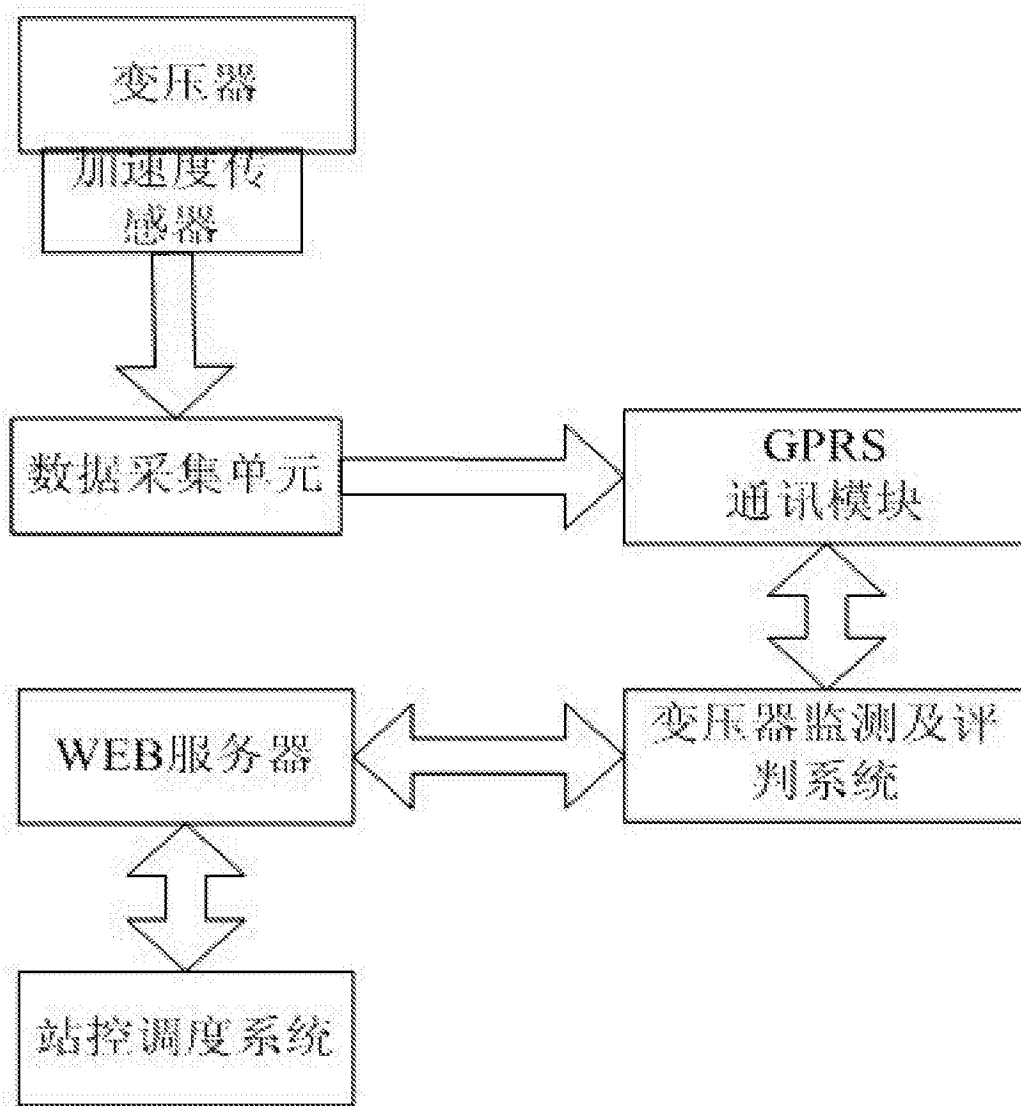 变压器
加速度传
感器
数据采集单元
GPRS
通讯模块
WEB服务器
变压器监测及评
判系统
站控调度系统